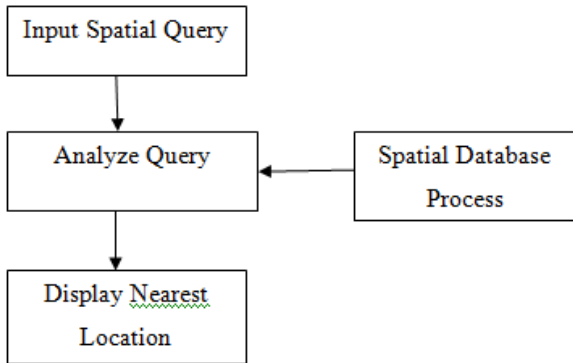 Input Spatial Query
Analyze Query
Spatial Database
Process
Display Nearest
Location